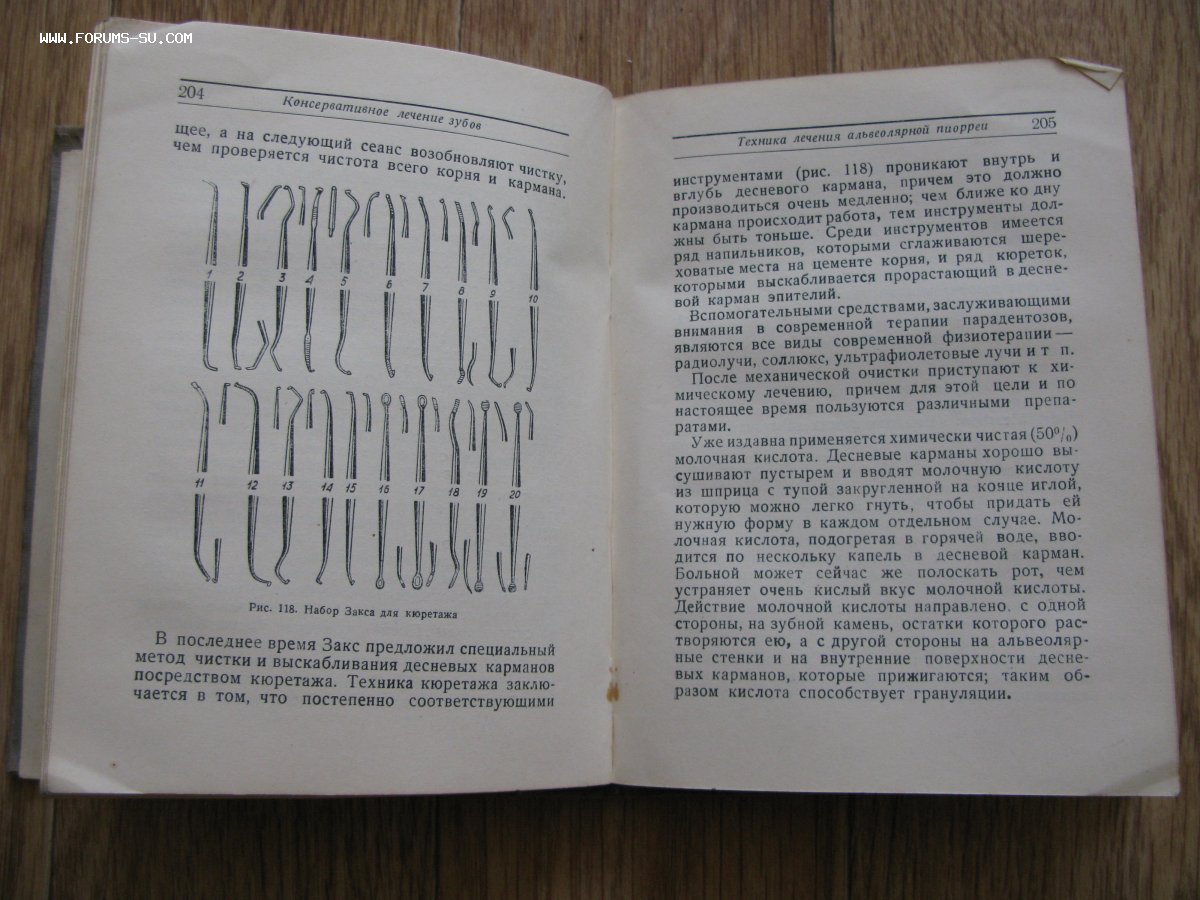 WWW.FORUMS-SU.COM
204
Консервативное лечение зубов
щее, а на следующий сеанс возобновляют чистку,
чем проверяется чистота всего корня и кармана.
1 2 3 4 5 6 7 8 9 10
11 12 13 14 15 16 17 18 19 20
Рис. 118. Набор Закса для кюретажа
В последнее время Закс предложил специальный
метод чистки и выскабливания десневых карманов
посредством кюретажа. Техника кюретажа заклю-
чается в том, что постепенно соответствующими
Техника лечения альвеолярной пиорреи
205
инструментами (рис. 118) проникают внутрь и
вглубь десневого кармана, причем это должно
производиться очень медленно; чем ближе ко дну
кармана происходит работа, тем инструменты дол-
жны быть тоньше. Среди инструментов имеется
ряд напильников, которыми сглаживаются шере-
ховатые места на цементе корня, и ряд кюреток,
которыми выскабливается прорастающий в десне-
вой карман эпителий.
Вспомогательными средствами, заслуживающими
внимания в современной терапии парадентозов,
являются все виды современной физиотерапии —
радиолучи, соллюкс, ультрафиолетовые лучи и т п.
После механической очистки приступают к хи-
мическому лечению, причем для этой цели и по
настоящее время пользуются различными препа-
ратами.
Уже издавна применяется химически чистая (50%)
молочная кислота. Десневые карманы хорошо вы-
сушивают пустырем и вводят молочную кислоту
из шприца с тупой закругленной на конце иглой,
которую можно легко гнуть, чтобы придать ей
нужную форму в каждом отдельном случае. Мо-
лочная кислота, подогретая в горячей воде, вво-
дится по нескольку капель в десневой карман.
Больной может сейчас же полоскать рот, чем
устраняет очень кислый вкус молочной кислоты.
Действие молочной кислоты направлено, с одной
стороны, на зубной камень, остатки которого рас-
творяются ею, а с другой стороны на альвеоляр-
ные стенки и на внутренние поверхности десне-
вых карманов, которые прижигаются; таким об-
разом кислота способствует грануляции.